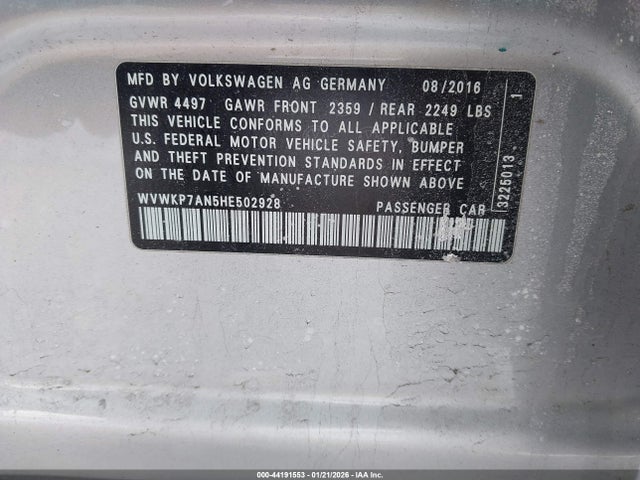 MFD BY VOLKSWAGEN AG GERMANY 08/2016
GVWR 4497 GAWR FRONT 2359 / REAR 2249 LBS
THIS VEHICLE CONFORMS TO ALL APPLICABLE
U.S. FEDERAL MOTOR VEHICLE SAFETY, BUMPER
AND THEFT PREVENTION STANDARDS IN EFFECT
ON THE DATE OF MANUFACTURE SHOWN ABOVE
WVWKP7AN5HE502928 PASSENGER CAR
3226013 1
000-44191553 - 01/21/2026 - IAA Inc.